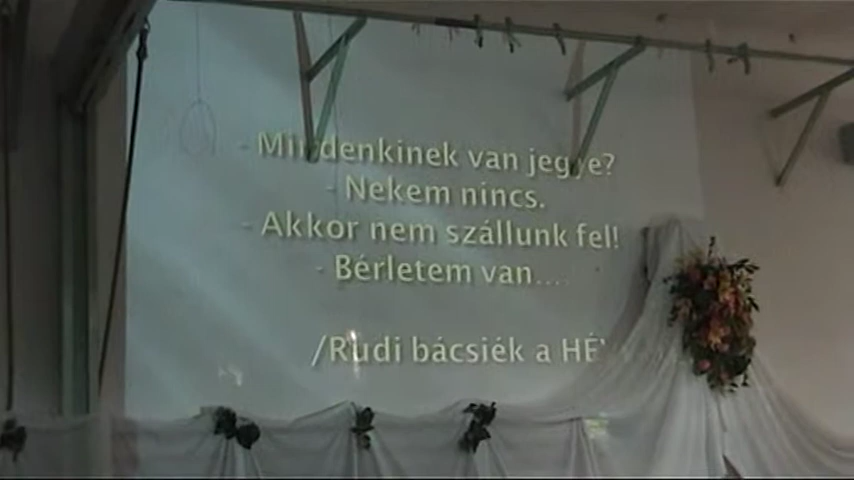 - Mindenkinek van jegye?
- Nekem nincs.
- Akkor nem szállunk fel!
- Bérletem van....
/Rudi bácsiék a